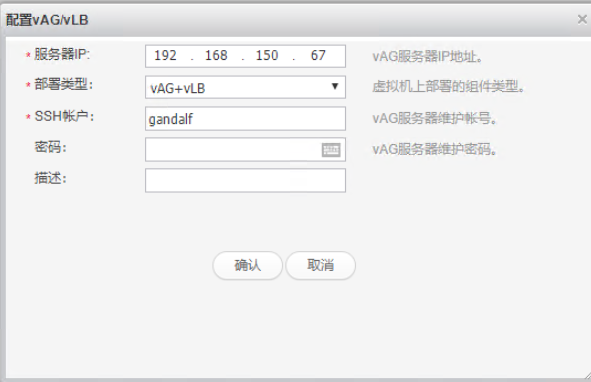 配置vAG/vLB ×
* 服务器IP: 192 . 168 . 150 . 67 vAG服务器IP地址。
* 部署类型: vAG+vLB ▼ 虚拟机上部署的组件类型。
* SSH帐户: gandalf vAG服务器维护帐号。
密码: vAG服务器维护密码。
描述:
确认 取消